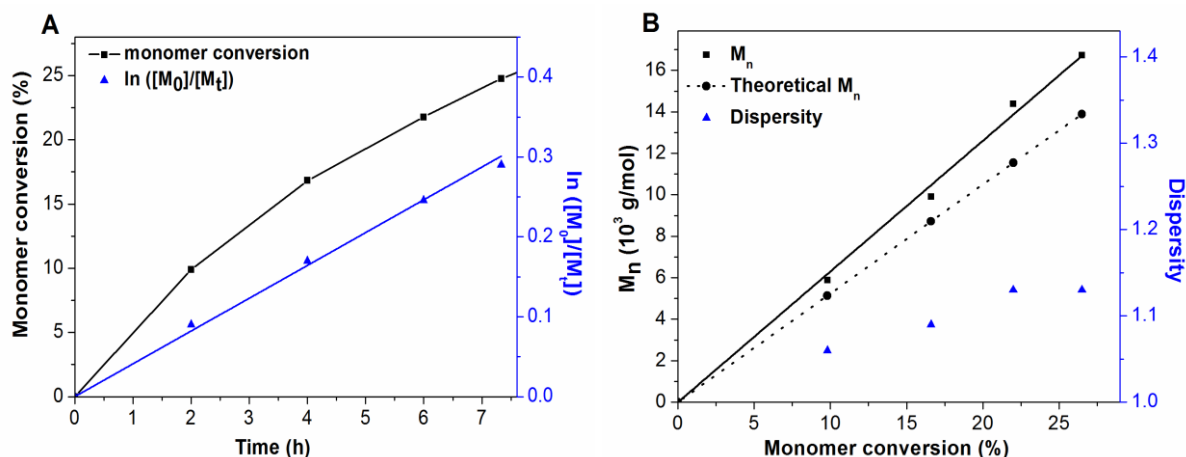 A
monomer conversion
ln ([M0]/[Mt])
Monomer conversion (%)
25
20
15
10
5
0
0 1 2 3 4 5 6 7
Time (h)
0.4
0.3
0.2
0.1
0.0
ln ([Mo]/[Mt])
B
Mn
Theoretical Mn
Dispersity
Mn (10³ g/mol)
16
14
12
10
8
6
4
2
0
0 5 10 15 20 25
Monomer conversion (%)
1.4
1.3
1.2
1.1
1.0
Dispersity